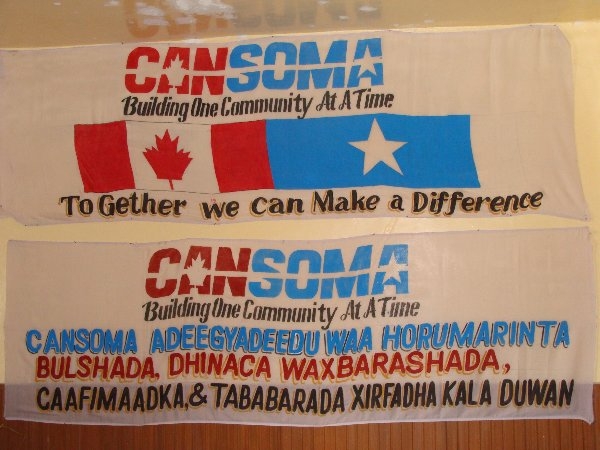 CANSOMA
Building One Community At A Time
To Gether we can Make a Difference
CANSOMA
Building One Community At A Time
CANSOMA ADEEGYADEEDU WAA HORUMARINTA
BULSHADA, DHINACA WAXBARASHADA,
CAAFIMAADKA, & TABABARADA XIRFADHA KALA DUWAN